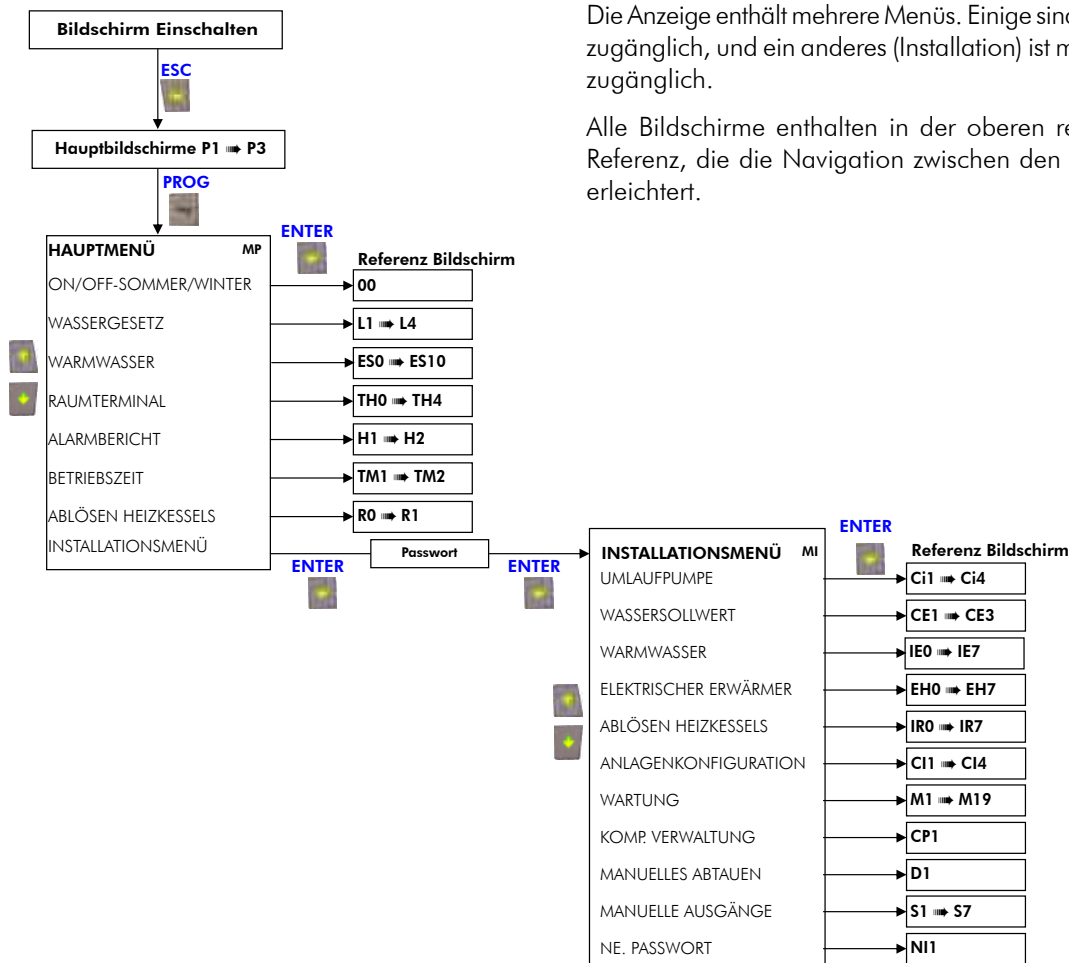 Die Anzeige enthält mehrere Menüs. Einige sind
zugänglich, und ein anderes (Installation) ist m
zugänglich.
Alle Bildschirme enthalten in der oberen re
Referenz, die die Navigation zwischen den
erleichtert.
Bildschirm Einschalten
ESC
Hauptbildschirme P1 ➠ P3
PROG
HAUPTMENÜ MP
ENTER
Referenz Bildschirm
ON/OFF-SOMMER/WINTER 00
WASSERGESETZ L1 ➠ L4
WARMWASSER ES0 ➠ ES10
RAUMTERMINAL TH0 ➠ TH4
ALARMBERICHT H1 ➠ H2
BETRIEBSZEIT TM1 ➠ TM2
ABLÖSEN HEIZKESSELS R0 ➠ R1
INSTALLATIONSMENÜ
ENTER
Passwort
ENTER
INSTALLATIONSMENÜ MI
ENTER
Referenz Bildschirm
UMLAUFPUMPE Ci1 ➠ Ci4
WASSERSOLLWERT CE1 ➠ CE3
WARMWASSER IE0 ➠ IE7
ELEKTRISCHER ERWÄRMER EH0 ➠ EH7
ABLÖSEN HEIZKESSELS IR0 ➠ IR7
ANLAGENKONFIGURATION CI1 ➠ CI4
WARTUNG M1 ➠ M19
KOMP. VERWALTUNG CP1
MANUELLES ABTAUEN D1
MANUELLE AUSGÄNGE S1 ➠ S7
NE. PASSWORT NI1